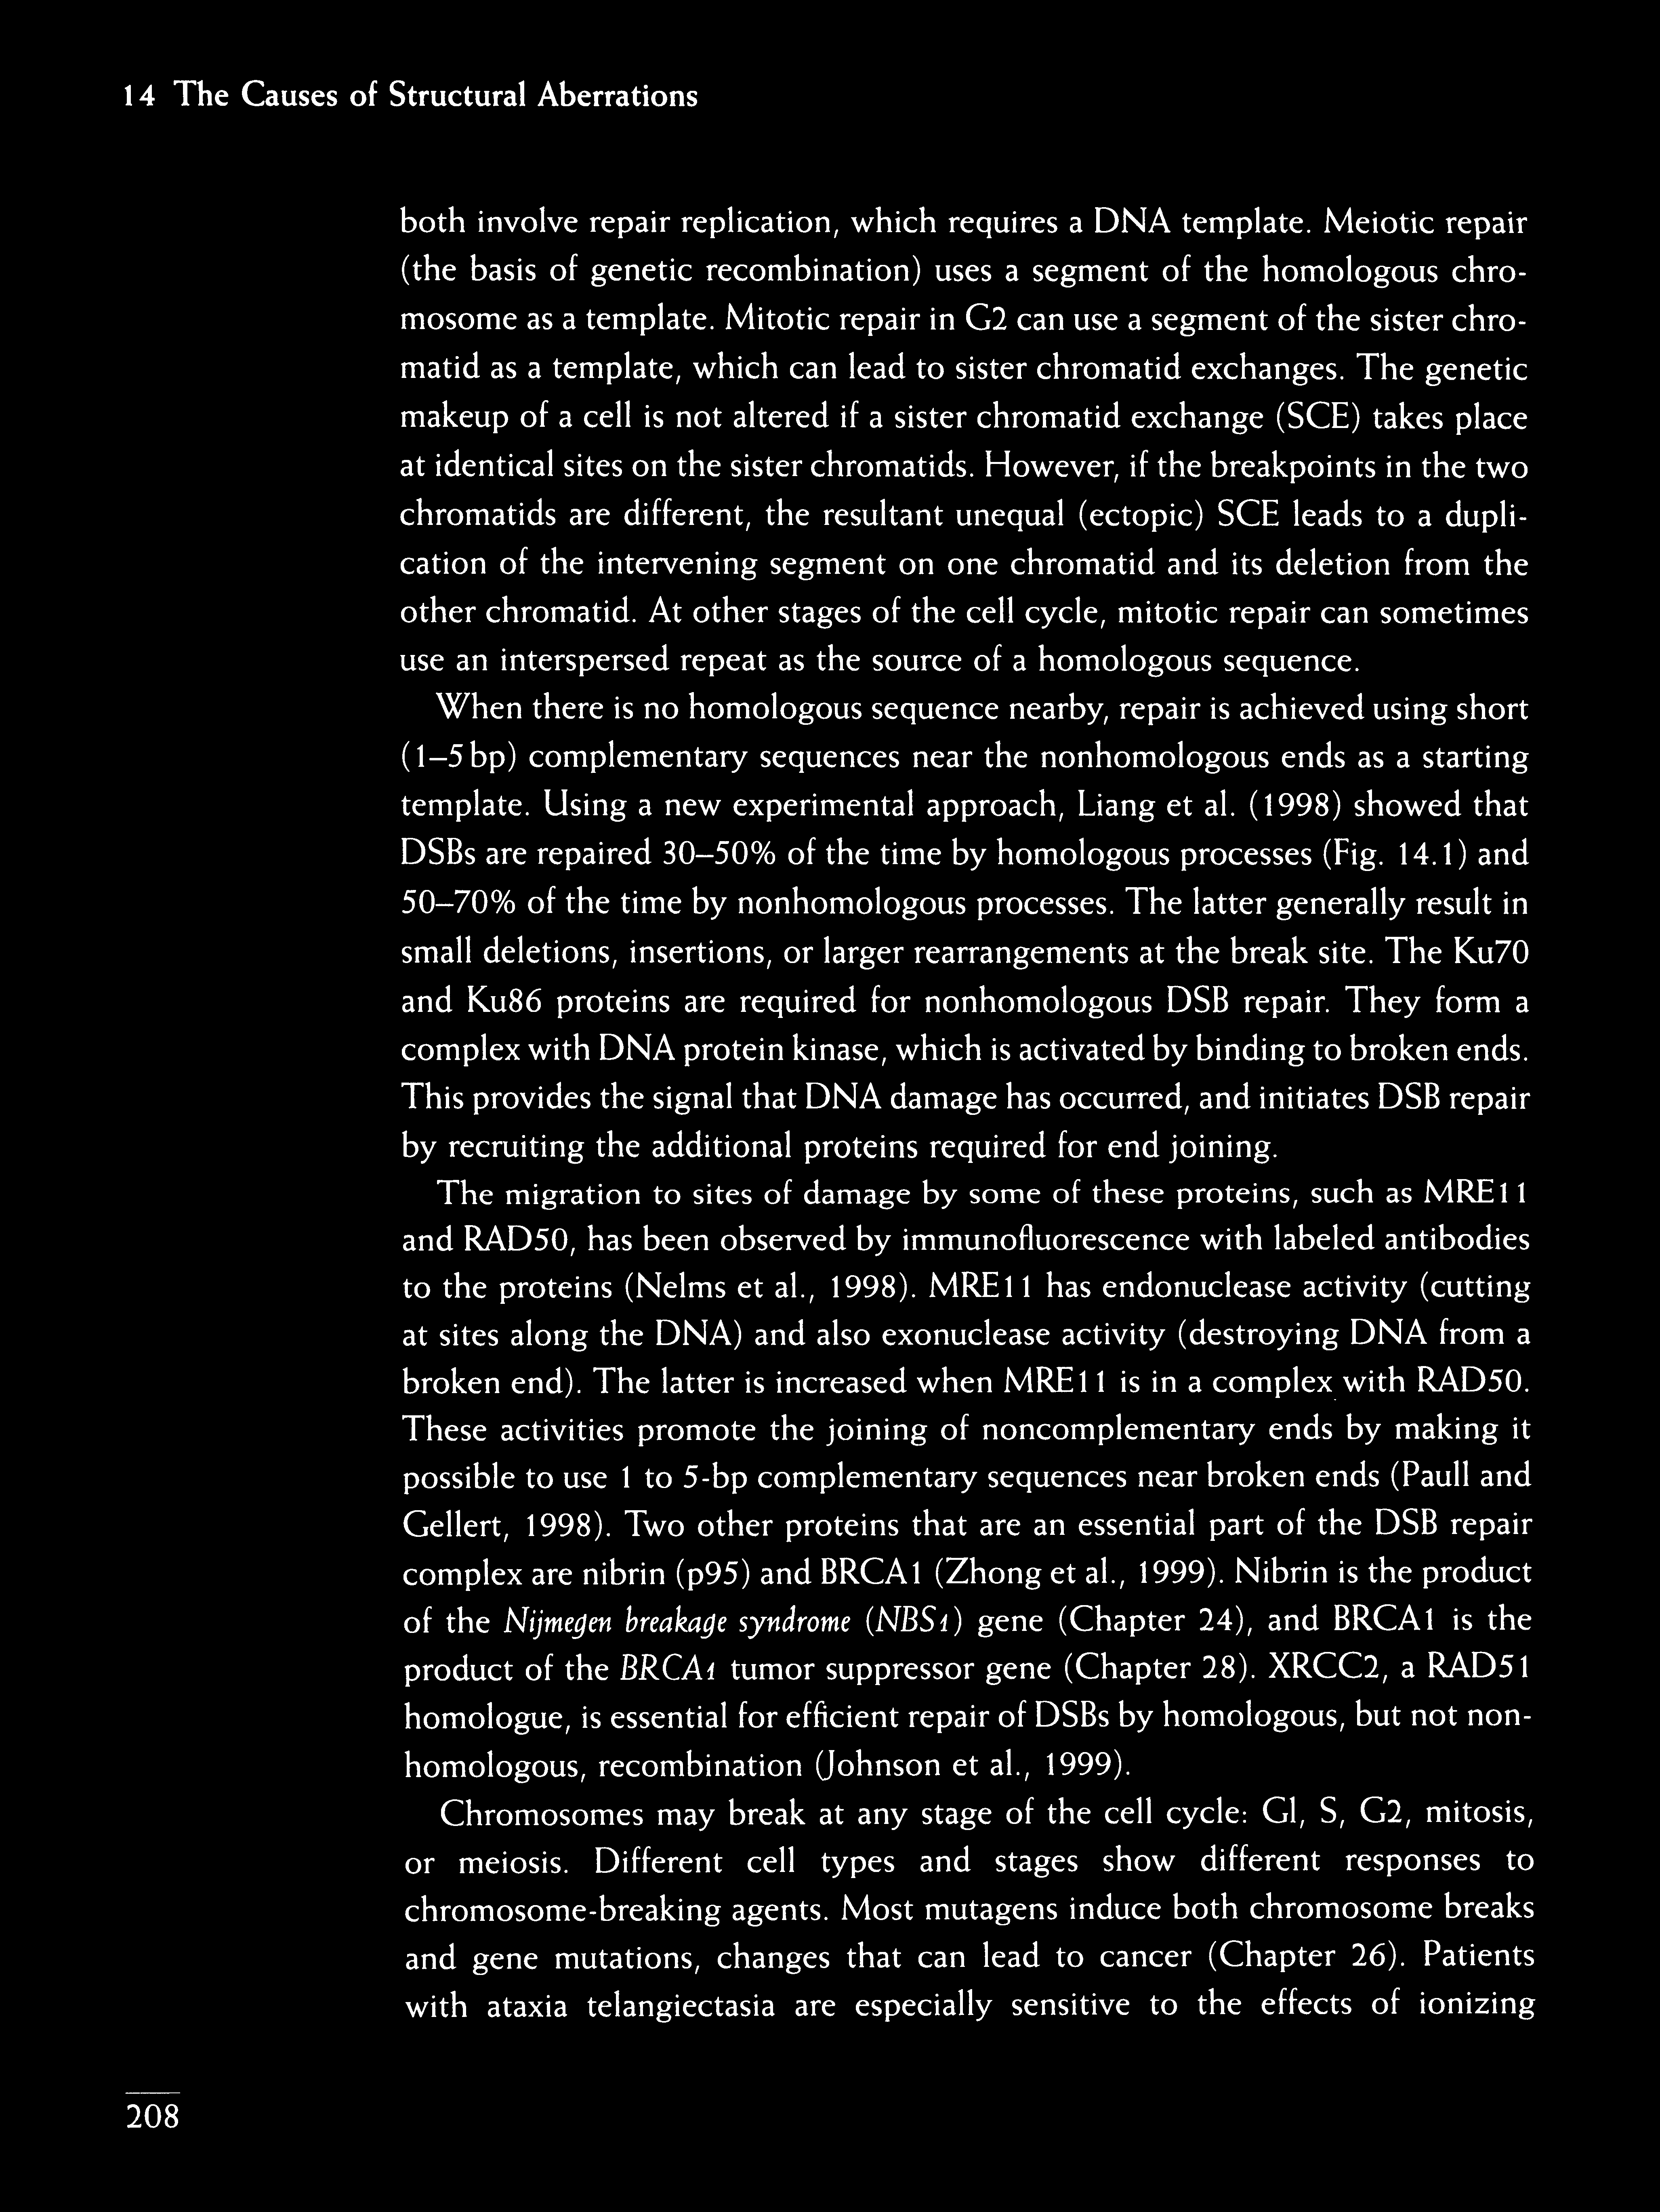 14 The Causes of Structural Aberrations
both involve repair replication, which requires a DNA template. Meiotic repair
(the basis of genetic recombination) uses a segment of the homologous chro-
mosome as a template. Mitotic repair in G2 can use a segment of the sister chro-
matid as a template, which can lead to sister chromatid exchanges. The genetic
makeup of a cell is not altered if a sister chromatid exchange (SCE) takes place
at identical sites on the sister chromatids. However, if the breakpoints in the two
chromatids are different, the resultant unequal (ectopic) SCE leads to a dupli-
cation of the intervening segment on one chromatid and its deletion from the
other chromatid. At other stages of the cell cycle, mitotic repair can sometimes
use an interspersed repeat as the source of a homologous sequence.
When there is no homologous sequence nearby, repair is achieved using short
(1–5 bp) complementary sequences near the nonhomologous ends as a starting
template. Using a new experimental approach, Liang et al. (1998) showed that
DSBs are repaired 30–50% of the time by homologous processes (Fig. 14.1) and
50–70% of the time by nonhomologous processes. The latter generally result in
small deletions, insertions, or larger rearrangements at the break site. The Ku70
and Ku86 proteins are required for nonhomologous DSB repair. They form a
complex with DNA protein kinase, which is activated by binding to broken ends.
This provides the signal that DNA damage has occurred, and initiates DSB repair
by recruiting the additional proteins required for end joining.
The migration to sites of damage by some of these proteins, such as MRE11
and RAD50, has been observed by immunofluorescence with labeled antibodies
to the proteins (Nelms et al., 1998). MRE11 has endonuclease activity (cutting
at sites along the DNA) and also exonuclease activity (destroying DNA from a
broken end). The latter is increased when MRE11 is in a complex with RAD50.
These activities promote the joining of noncomplementary ends by making it
possible to use 1 to 5-bp complementary sequences near broken ends (Paull and
Gellert, 1998). Two other proteins that are an essential part of the DSB repair
complex are nibrin (p95) and BRCA1 (Zhong et al., 1999). Nibrin is the product
of the Nijmegen breakage syndrome (NBS1) gene (Chapter 24), and BRCA1 is the
product of the BRCA1 tumor suppressor gene (Chapter 28). XRCC2, a RAD51
homologue, is essential for efficient repair of DSBs by homologous, but not non-
homologous, recombination (Johnson et al., 1999).
Chromosomes may break at any stage of the cell cycle: Gl, S, G2, mitosis,
or meiosis. Different cell types and stages show different responses to
chromosome-breaking agents. Most mutagens induce both chromosome breaks
and gene mutations, changes that can lead to cancer (Chapter 26). Patients
with ataxia telangiectasia are especially sensitive to the effects of ionizing
208